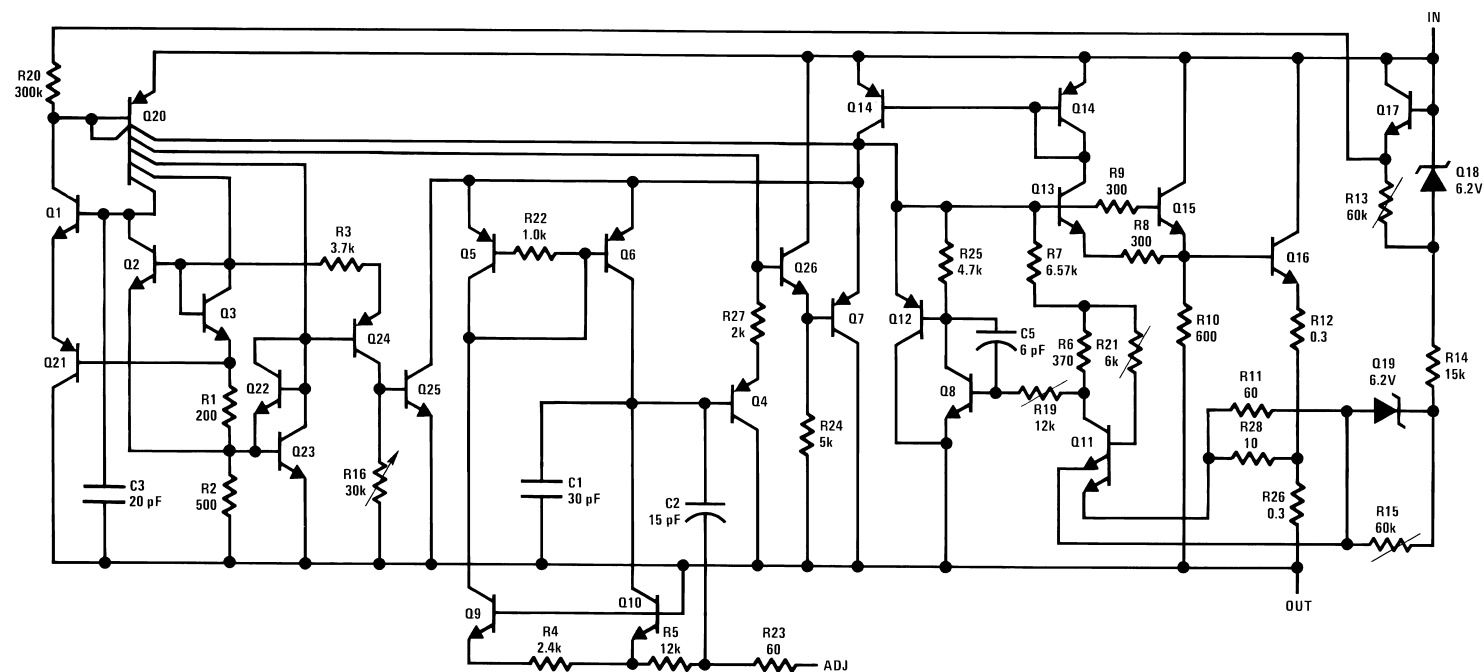 IN
R20
300k
Q20
Q14
Q14
Q17
Q18
6.2V
R13
60k
Q1
Q2
R3
3.7k
Q3
Q21
Q24
Q22
R1
200
Q25
Q23
R2
500
C3
20 pF
R16
30k
Q5
R22
1.0k
Q6
Q26
R27
2k
Q7
Q4
R24
5k
C1
30 pF
C2
15 pF
Q13
R9
300
Q15
R8
300
R25
4.7k
R7
6.57k
Q16
Q12
C5
6 pF
R6
370
R21
6k
R10
600
R12
0.3
Q8
R19
12k
Q11
R11
60
R28
10
Q19
6.2V
R14
15k
R26
0.3
R15
60k
OUT
Q9
Q10
R4
2.4k
R5
12k
R23
60
ADJ